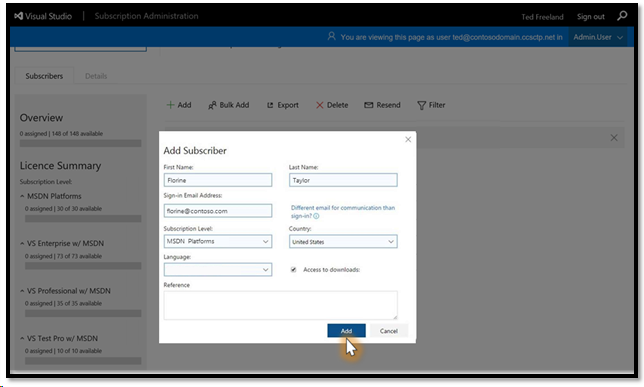 Visual Studio | Subscription Administration Ted Freeland Sign out
You are viewing this page as user ted@contosodomain.ccsctp.net in Admin.User
Subscribers Details
Overview
0 assigned | 148 of 148 available
Licence Summary
Subscription Level:
MSDN Platforms
0 assigned | 30 of 30 available
VS Enterprise w/ MSDN
0 assigned | 73 of 73 available
VS Professional w/ MSDN
0 assigned | 35 of 35 available
VS Test Pro w/ MSDN
0 assigned | 10 of 10 available
Add Bulk Add Export Delete Resend Filter
Add Subscriber
First Name: Last Name:
Florine Taylor
Sign-in Email Address:
florine@contoso.com
Different email for communication than
sign-in?
Subscription Level: Country:
MSDN Platforms United States
Language:
Access to downloads:
Reference
Add Cancel